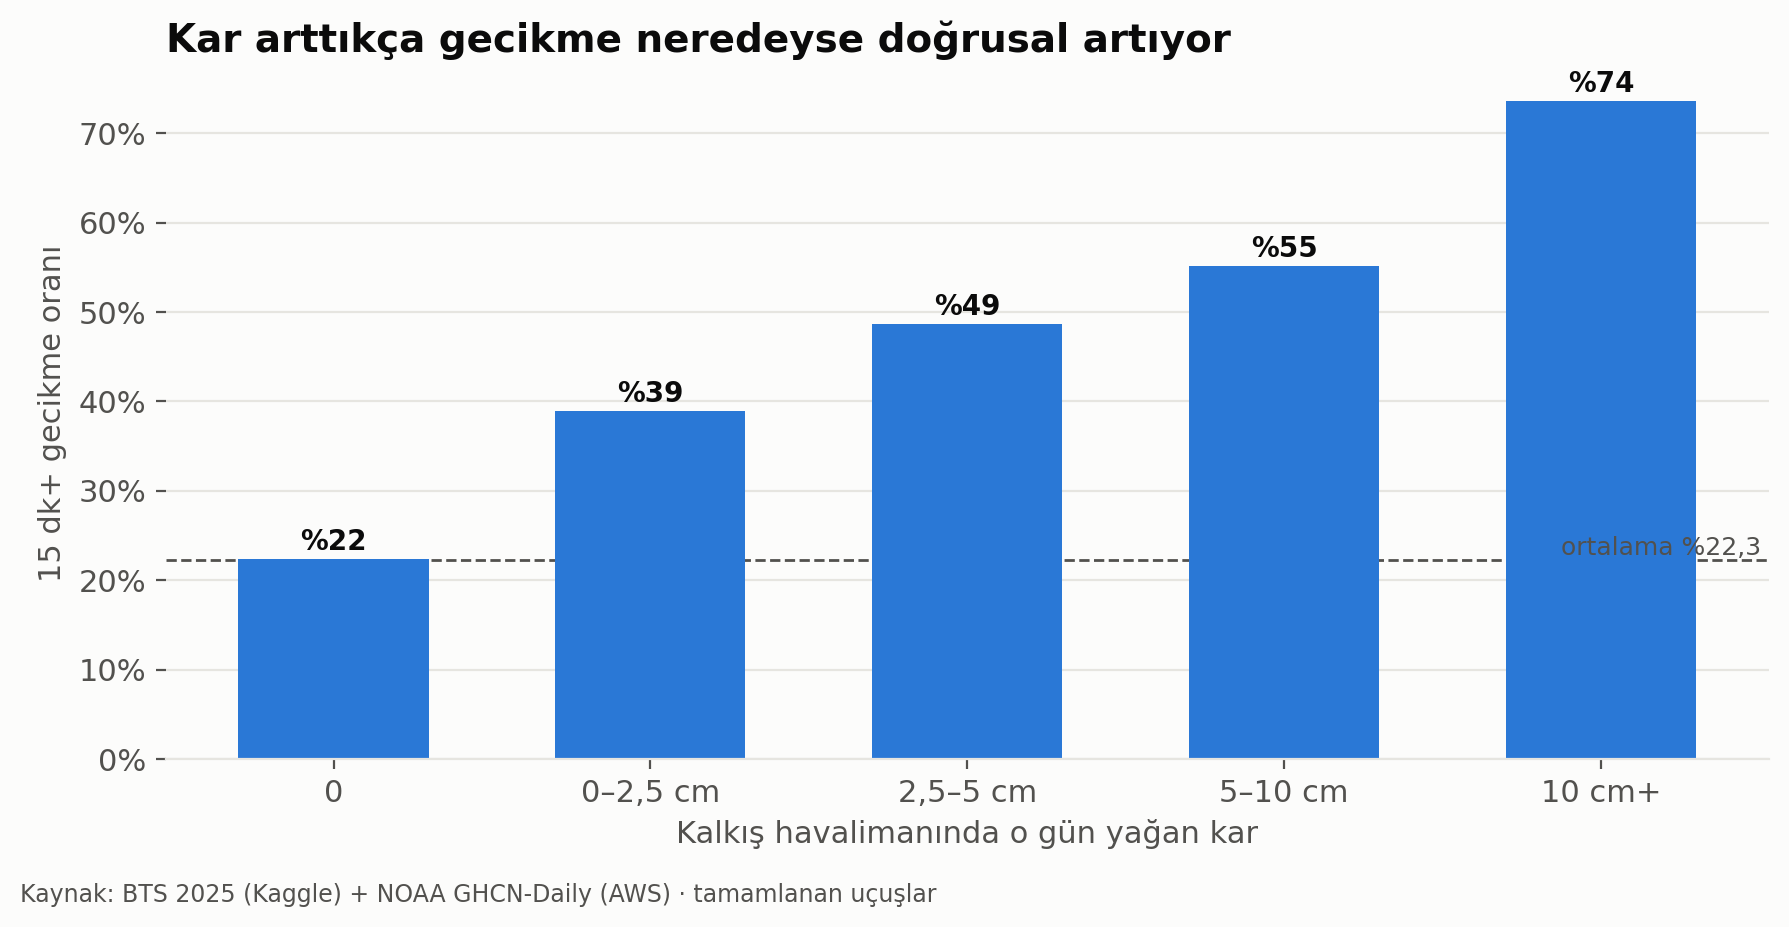 Kar arttıkça gecikme neredeyse doğrusal artıyor
15 dk+ gecikme oranı
70%
60%
50%
40%
30%
20%
10%
0%
%22
%39
%49
%55
%74
ortalama %22,3
0
0–2,5 cm
2,5–5 cm
5–10 cm
10 cm+
Kalkış havalimanında o gün yağan kar
Kaynak: BTS 2025 (Kaggle) + NOAA GHCN-Daily (AWS) · tamamlanan uçuşlar